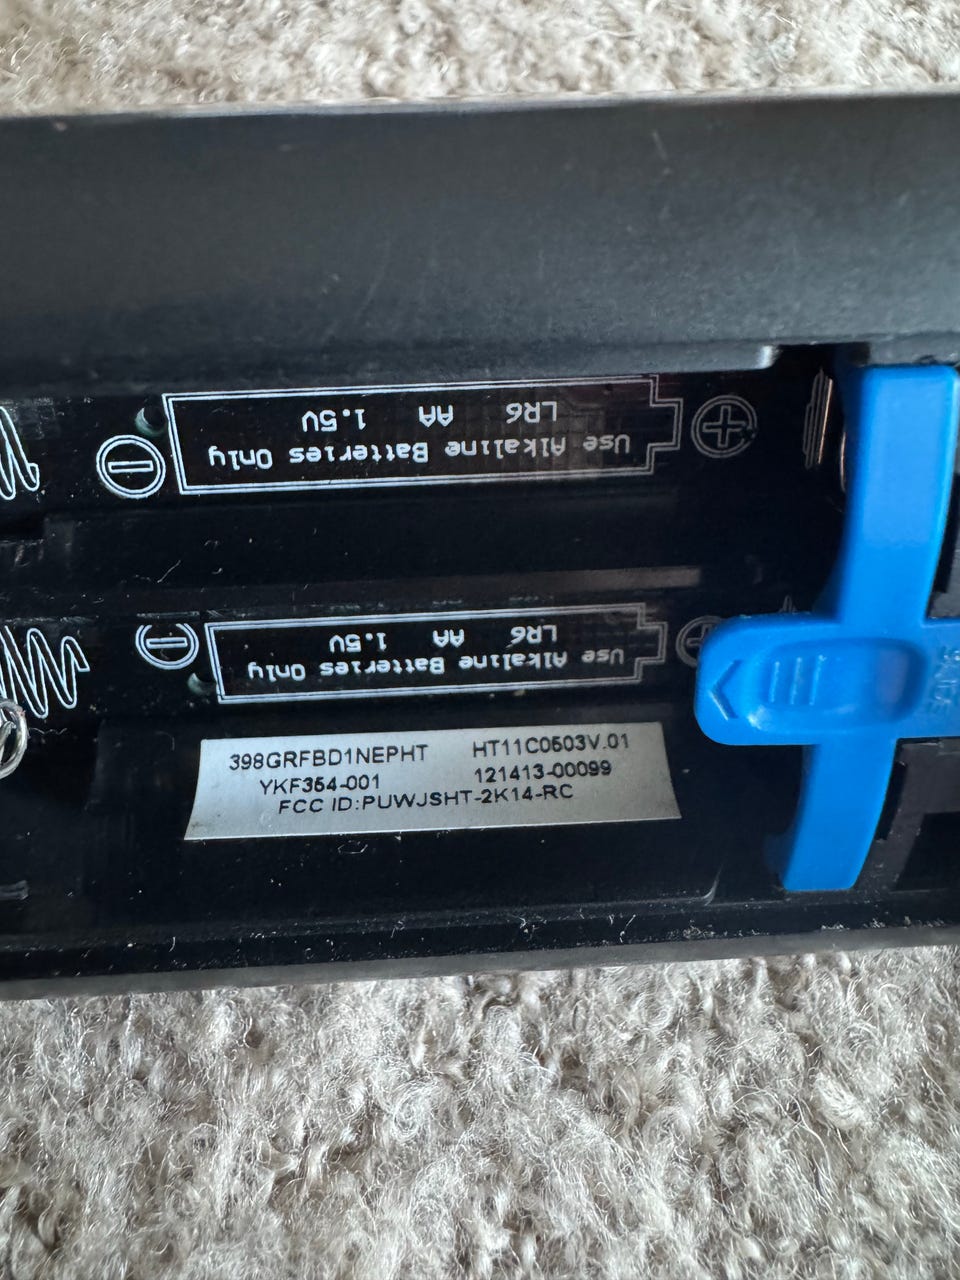 LR6 AA 1.5V
Use Alkaline Batteries Only
LR6 AA 1.5V
Use Alkaline Batteries Only
398GRFBD1NEPHT HT11C0503V.01
YKF354-001 121413-00099
FCC ID:PUWJSHT-2K14-RC